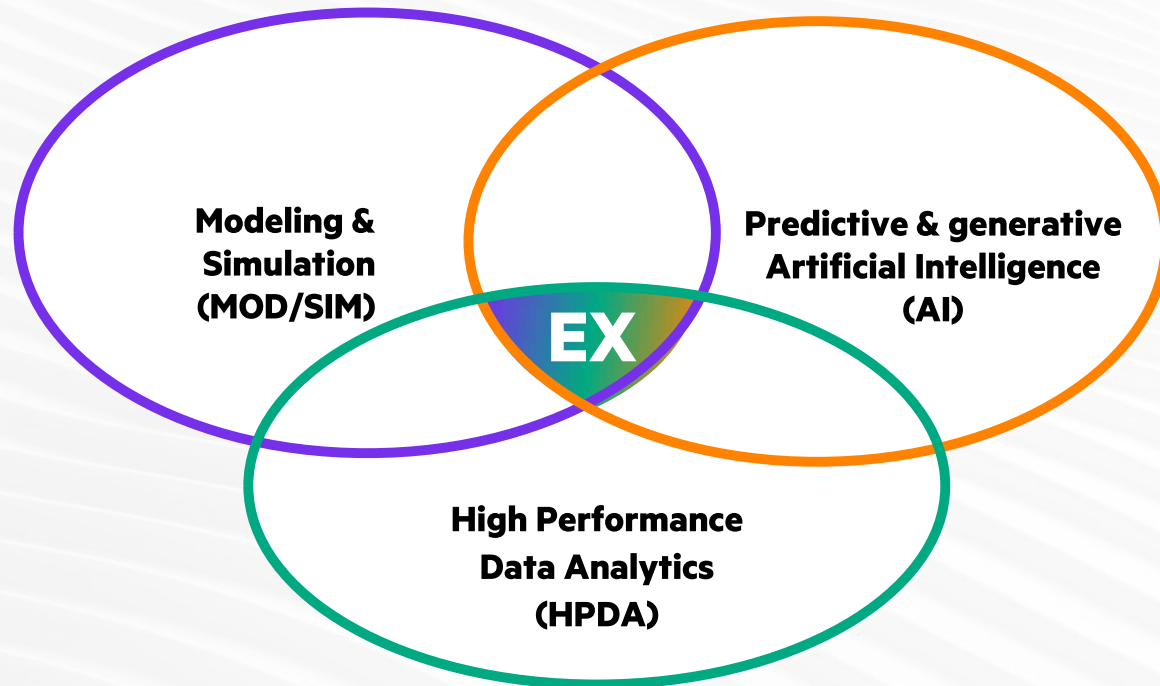 Modeling &
Simulation
(MOD/SIM)
Predictive & generative
Artificial Intelligence
(AI)
EX
High Performance
Data Analytics
(HPDA)